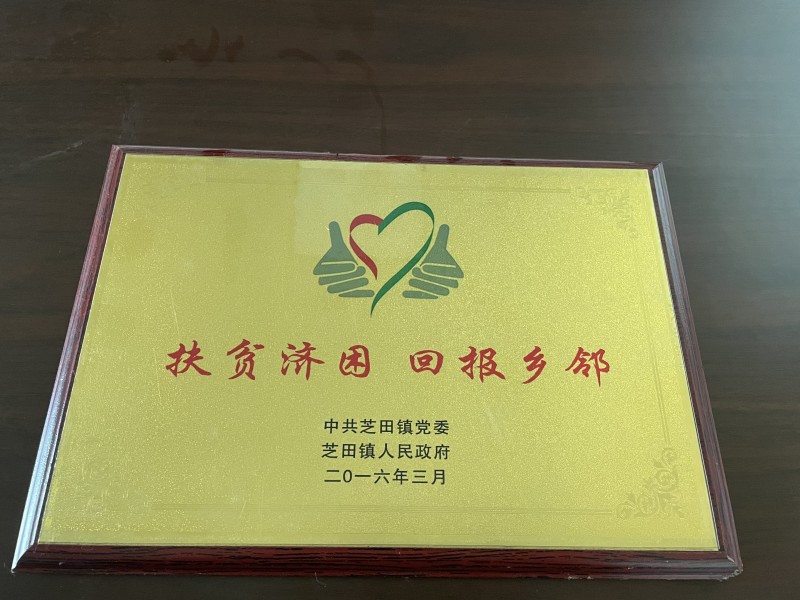 扶贫济困 回报乡邻
中共芝田镇党委
芝田镇人民政府
二0一六年三月